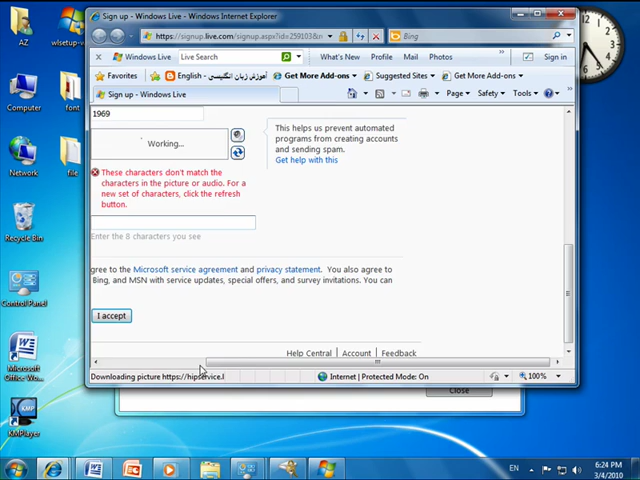 AZ
wlsetup-w
Computer
font
Network
file
Recycle Bin
Control Panel
Microsoft
Office Wo...
KMPlayer
Sign up - Windows Live - Windows Internet Explorer
https://signup.live.com/signup.aspx?id=259103&
Bing
Windows Live
Live Search
What's New
Profile
Mail
Photos
Sign in
Favorites
English - آموزش زبان انگلیسی
Get More Add-ons
Suggested Sites
Get More Add-ons
Sign up - Windows Live
Page
Safety
Tools
1969
Working...
This helps us prevent automated
programs from creating accounts
and sending spam.
Get help with this
These characters don't match the
characters in the picture or audio. For a
new set of characters, click the refresh
button.
Enter the 8 characters you see
gree to the Microsoft service agreement and privacy statement. You also agree to
Bing, and MSN with service updates, special offers, and survey invitations. You can
I accept
Help Central
Account
Feedback
Downloading picture https://hipservice.l
Internet | Protected Mode: On
100%
Close
EN
6:24 PM
3/4/2010